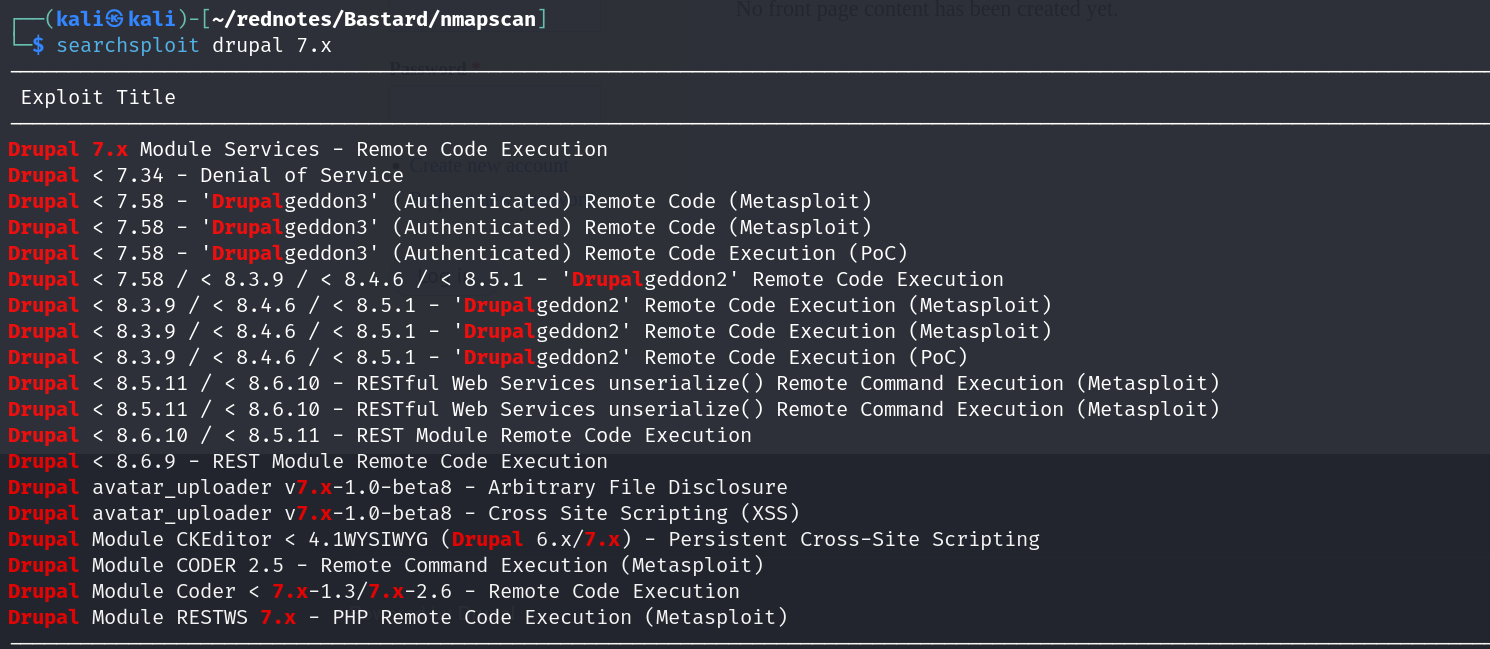 ┌──(kali㉿kali)-[~/rednotes/Bastard/nmapscan]
└─$ searchsploit drupal 7.x
No front page content has been created yet.
Password *
Exploit Title
Drupal 7.x Module Services - Remote Code Execution
Create new account
Drupal < 7.34 - Denial of Service
Drupal < 7.58 - 'Drupalgeddon3' (Authenticated) Remote Code (Metasploit)
Drupal < 7.58 - 'Drupalgeddon3' (Authenticated) Remote Code (Metasploit)
Drupal < 7.58 - 'Drupalgeddon3' (Authenticated) Remote Code Execution (PoC)
Drupal < 7.58 / < 8.3.9 / < 8.4.6 / < 8.5.1 - 'Drupalgeddon2' Remote Code Execution
Drupal < 8.3.9 / < 8.4.6 / < 8.5.1 - 'Drupalgeddon2' Remote Code Execution (Metasploit)
Drupal < 8.3.9 / < 8.4.6 / < 8.5.1 - 'Drupalgeddon2' Remote Code Execution (Metasploit)
Drupal < 8.3.9 / < 8.4.6 / < 8.5.1 - 'Drupalgeddon2' Remote Code Execution (PoC)
Drupal < 8.5.11 / < 8.6.10 - RESTful Web Services unserialize() Remote Command Execution (Metasploit)
Drupal < 8.5.11 / < 8.6.10 - RESTful Web Services unserialize() Remote Command Execution (Metasploit)
Drupal < 8.6.10 / < 8.5.11 - REST Module Remote Code Execution
Drupal < 8.6.9 - REST Module Remote Code Execution
Drupal avatar_uploader v7.x-1.0-beta8 - Arbitrary File Disclosure
Drupal avatar_uploader v7.x-1.0-beta8 - Cross Site Scripting (XSS)
Drupal Module CKEditor < 4.1WYSIWYG (Drupal 6.x/7.x) - Persistent Cross-Site Scripting
Drupal Module CODER 2.5 - Remote Command Execution (Metasploit)
Drupal Module Coder < 7.x-1.3/7.x-2.6 - Remote Code Execution
Drupal Module RESTWS 7.x - PHP Remote Code Execution (Metasploit)